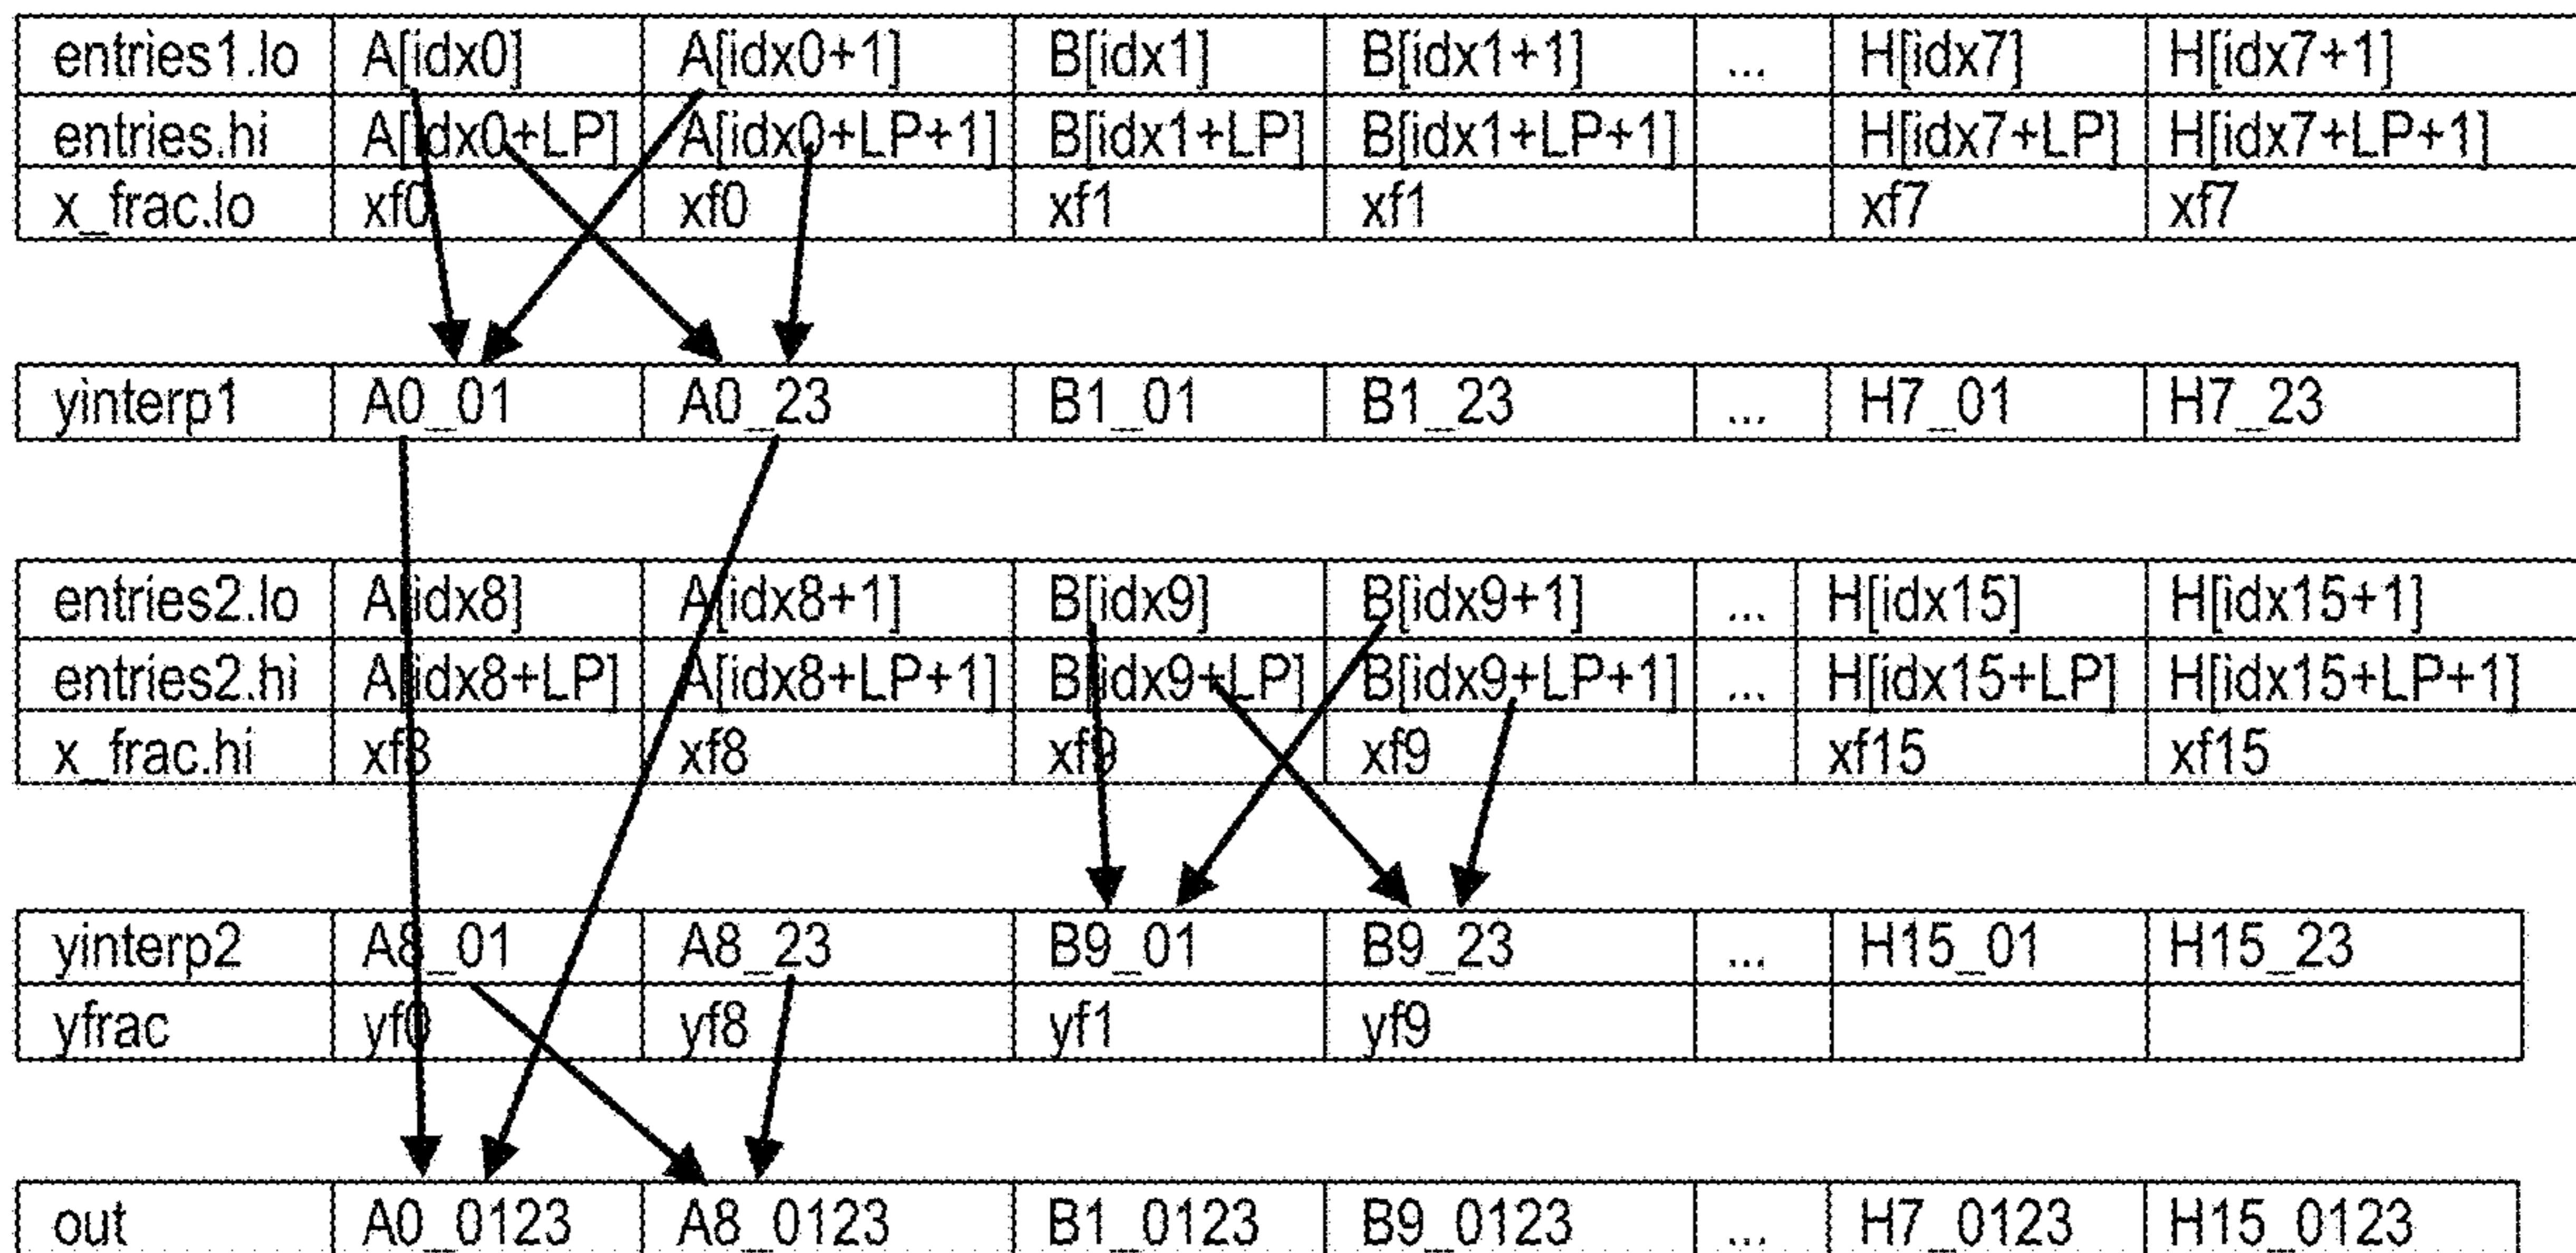 entries1.lo A[idx0] A[idx0+1] B[idx1] B[idx1+1] ... H[idx7] H[idx7+1]
entries.hi A[idx0+LP] A[idx0+LP+1] B[idx1+LP] B[idx1+LP+1] H[idx7+LP] H[idx7+LP+1]
x_frac.lo xf0 xf0 xf1 xf1 xf7 xf7
yinterp1 A0_01 A0_23 B1_01 B1_23 ... H7_01 H7_23
entries2.lo A[idx8] A[idx8+1] B[idx9] B[idx9+1] ... H[idx15] H[idx15+1]
entries2.hi A[idx8+LP] A[idx8+LP+1] B[idx9+LP] B[idx9+LP+1] ... H[idx15+LP] H[idx15+LP+1]
x_frac.hi xf8 xf8 xf9 xf9 xf15 xf15
yinterp2 A8_01 A8_23 B9_01 B9_23 ... H15_01 H15_23
yfrac yf0 yf8 yf1 yf9
out A0_0123 A8_0123 B1_0123 B9_0123 ... H7_0123 H15_0123